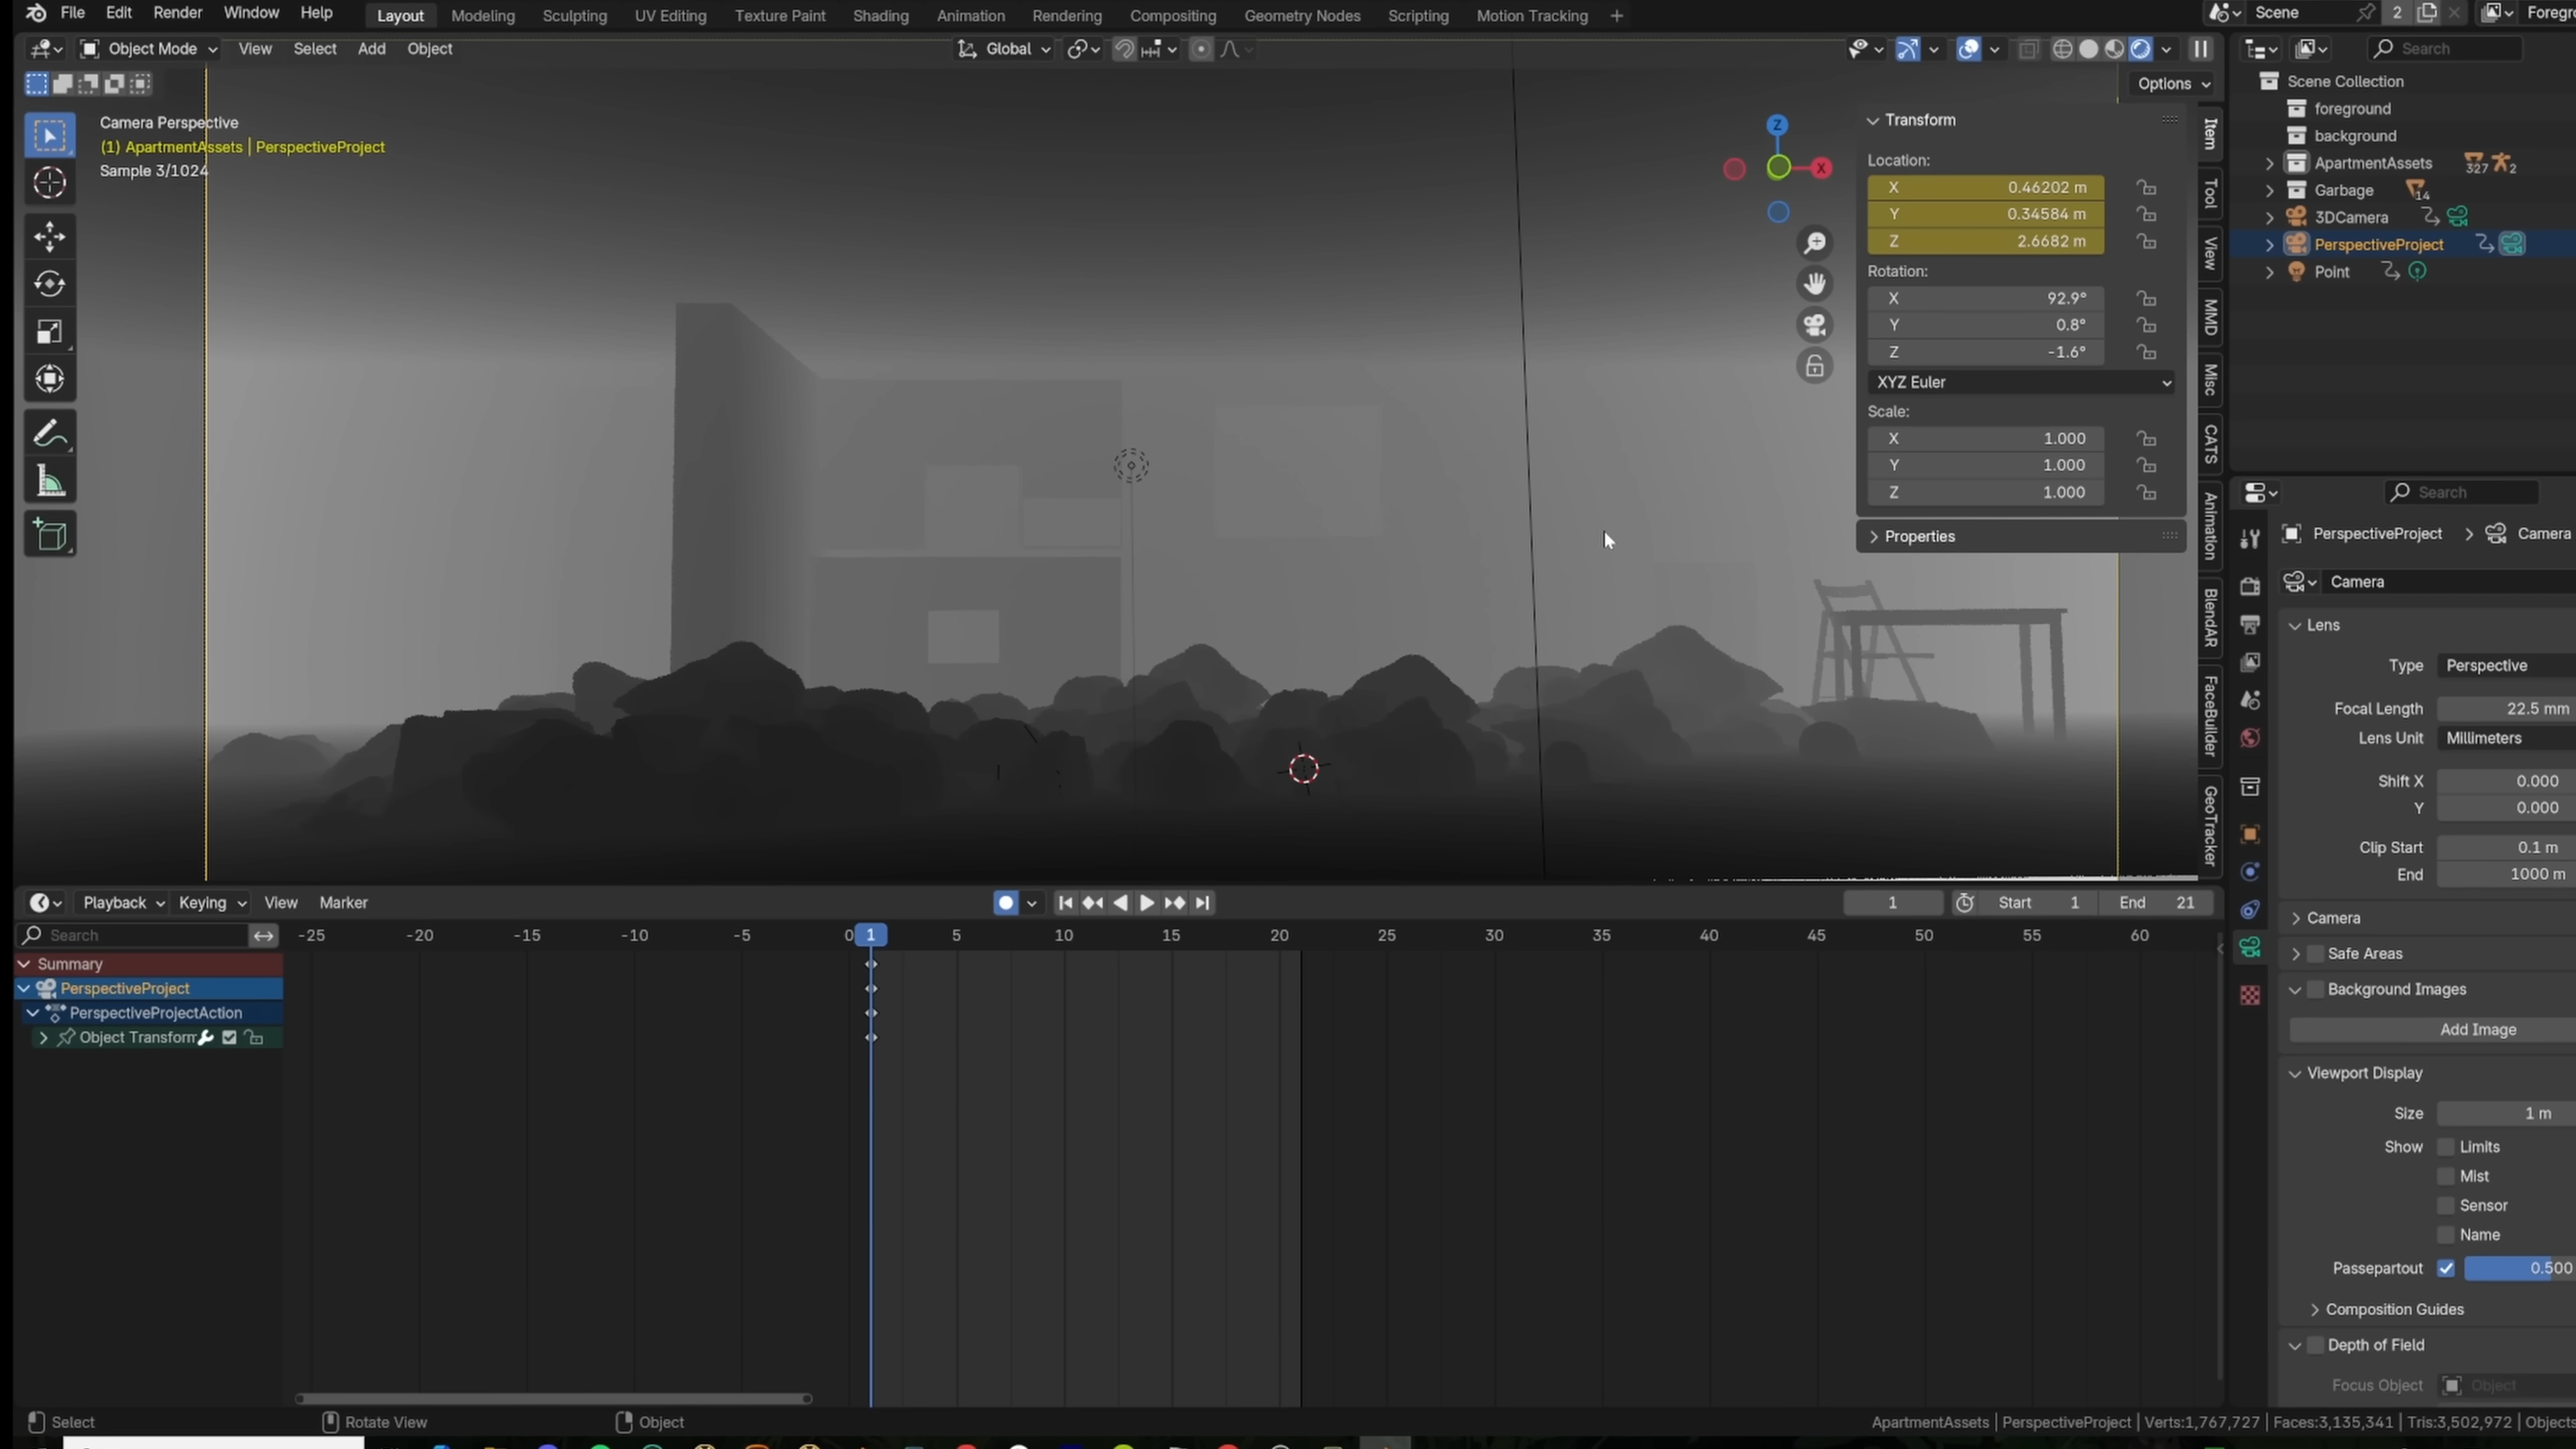 File Edit Render Window Help Layout Modeling Sculpting UV Editing Texture Paint Shading Animation Rendering Compositing Geometry Nodes Scripting Motion Tracking + Scene 2
Object Mode View Select Add Object Global Search
Options
Camera Perspective
(1) ApartmentAssets | PerspectiveProject
Sample 3/1024
Z
X
Transform
Location:
X 0.46202 m
Y 0.34584 m
Z 2.6682 m
Rotation:
X 92.9°
Y 0.8°
Z -1.6°
XYZ Euler
Scale:
X 1.000
Y 1.000
Z 1.000
Properties
Item
Tool
View
MMD
Misc
CATS
Animation
BlendAR
FaceBuilder
GeoTracker
Scene Collection
foreground
background
ApartmentAssets 327 2
Garbage 14
3DCamera
PerspectiveProject
Point
Search
PerspectiveProject Camera
Camera
Lens
Type Perspective
Focal Length 22.5 mm
Lens Unit Millimeters
Shift X 0.000
Y 0.000
Clip Start 0.1 m
End 1000 m
Camera
Safe Areas
Background Images
Add Image
Viewport Display
Size 1 m
Show Limits
Mist
Sensor
Name
Passepartout 0.500
Composition Guides
Depth of Field
Focus Object Object
Playback Keying View Marker 1 Start 1 End 21
Search -25 -20 -15 -10 -5 0 1 5 10 15 20 25 30 35 40 45 50 55 60
Summary
PerspectiveProject
PerspectiveProjectAction
Object Transform
Select Rotate View Object ApartmentAssets | PerspectiveProject | Verts:1,767,727 | Faces:3,135,341 | Tris:3,502,972 | Objects